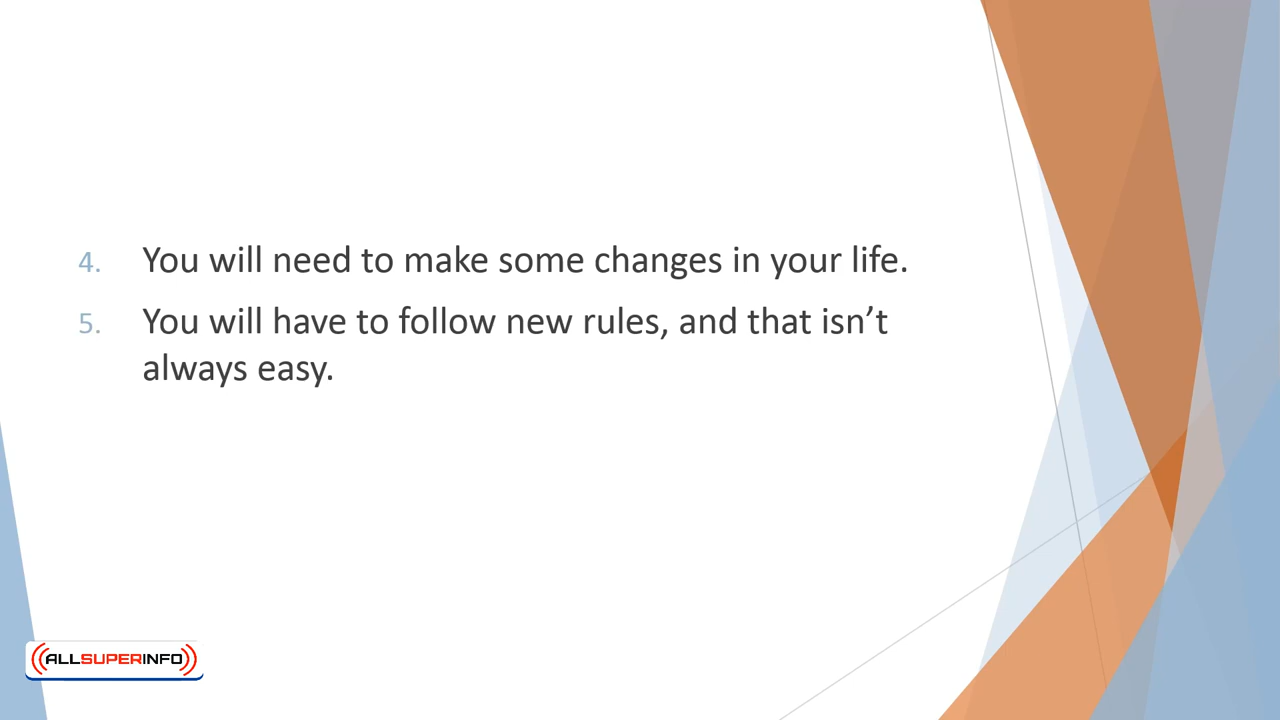 4. You will need to make some changes in your life.
5. You will have to follow new rules, and that isn’t
always easy.
ALLSUPERINFO